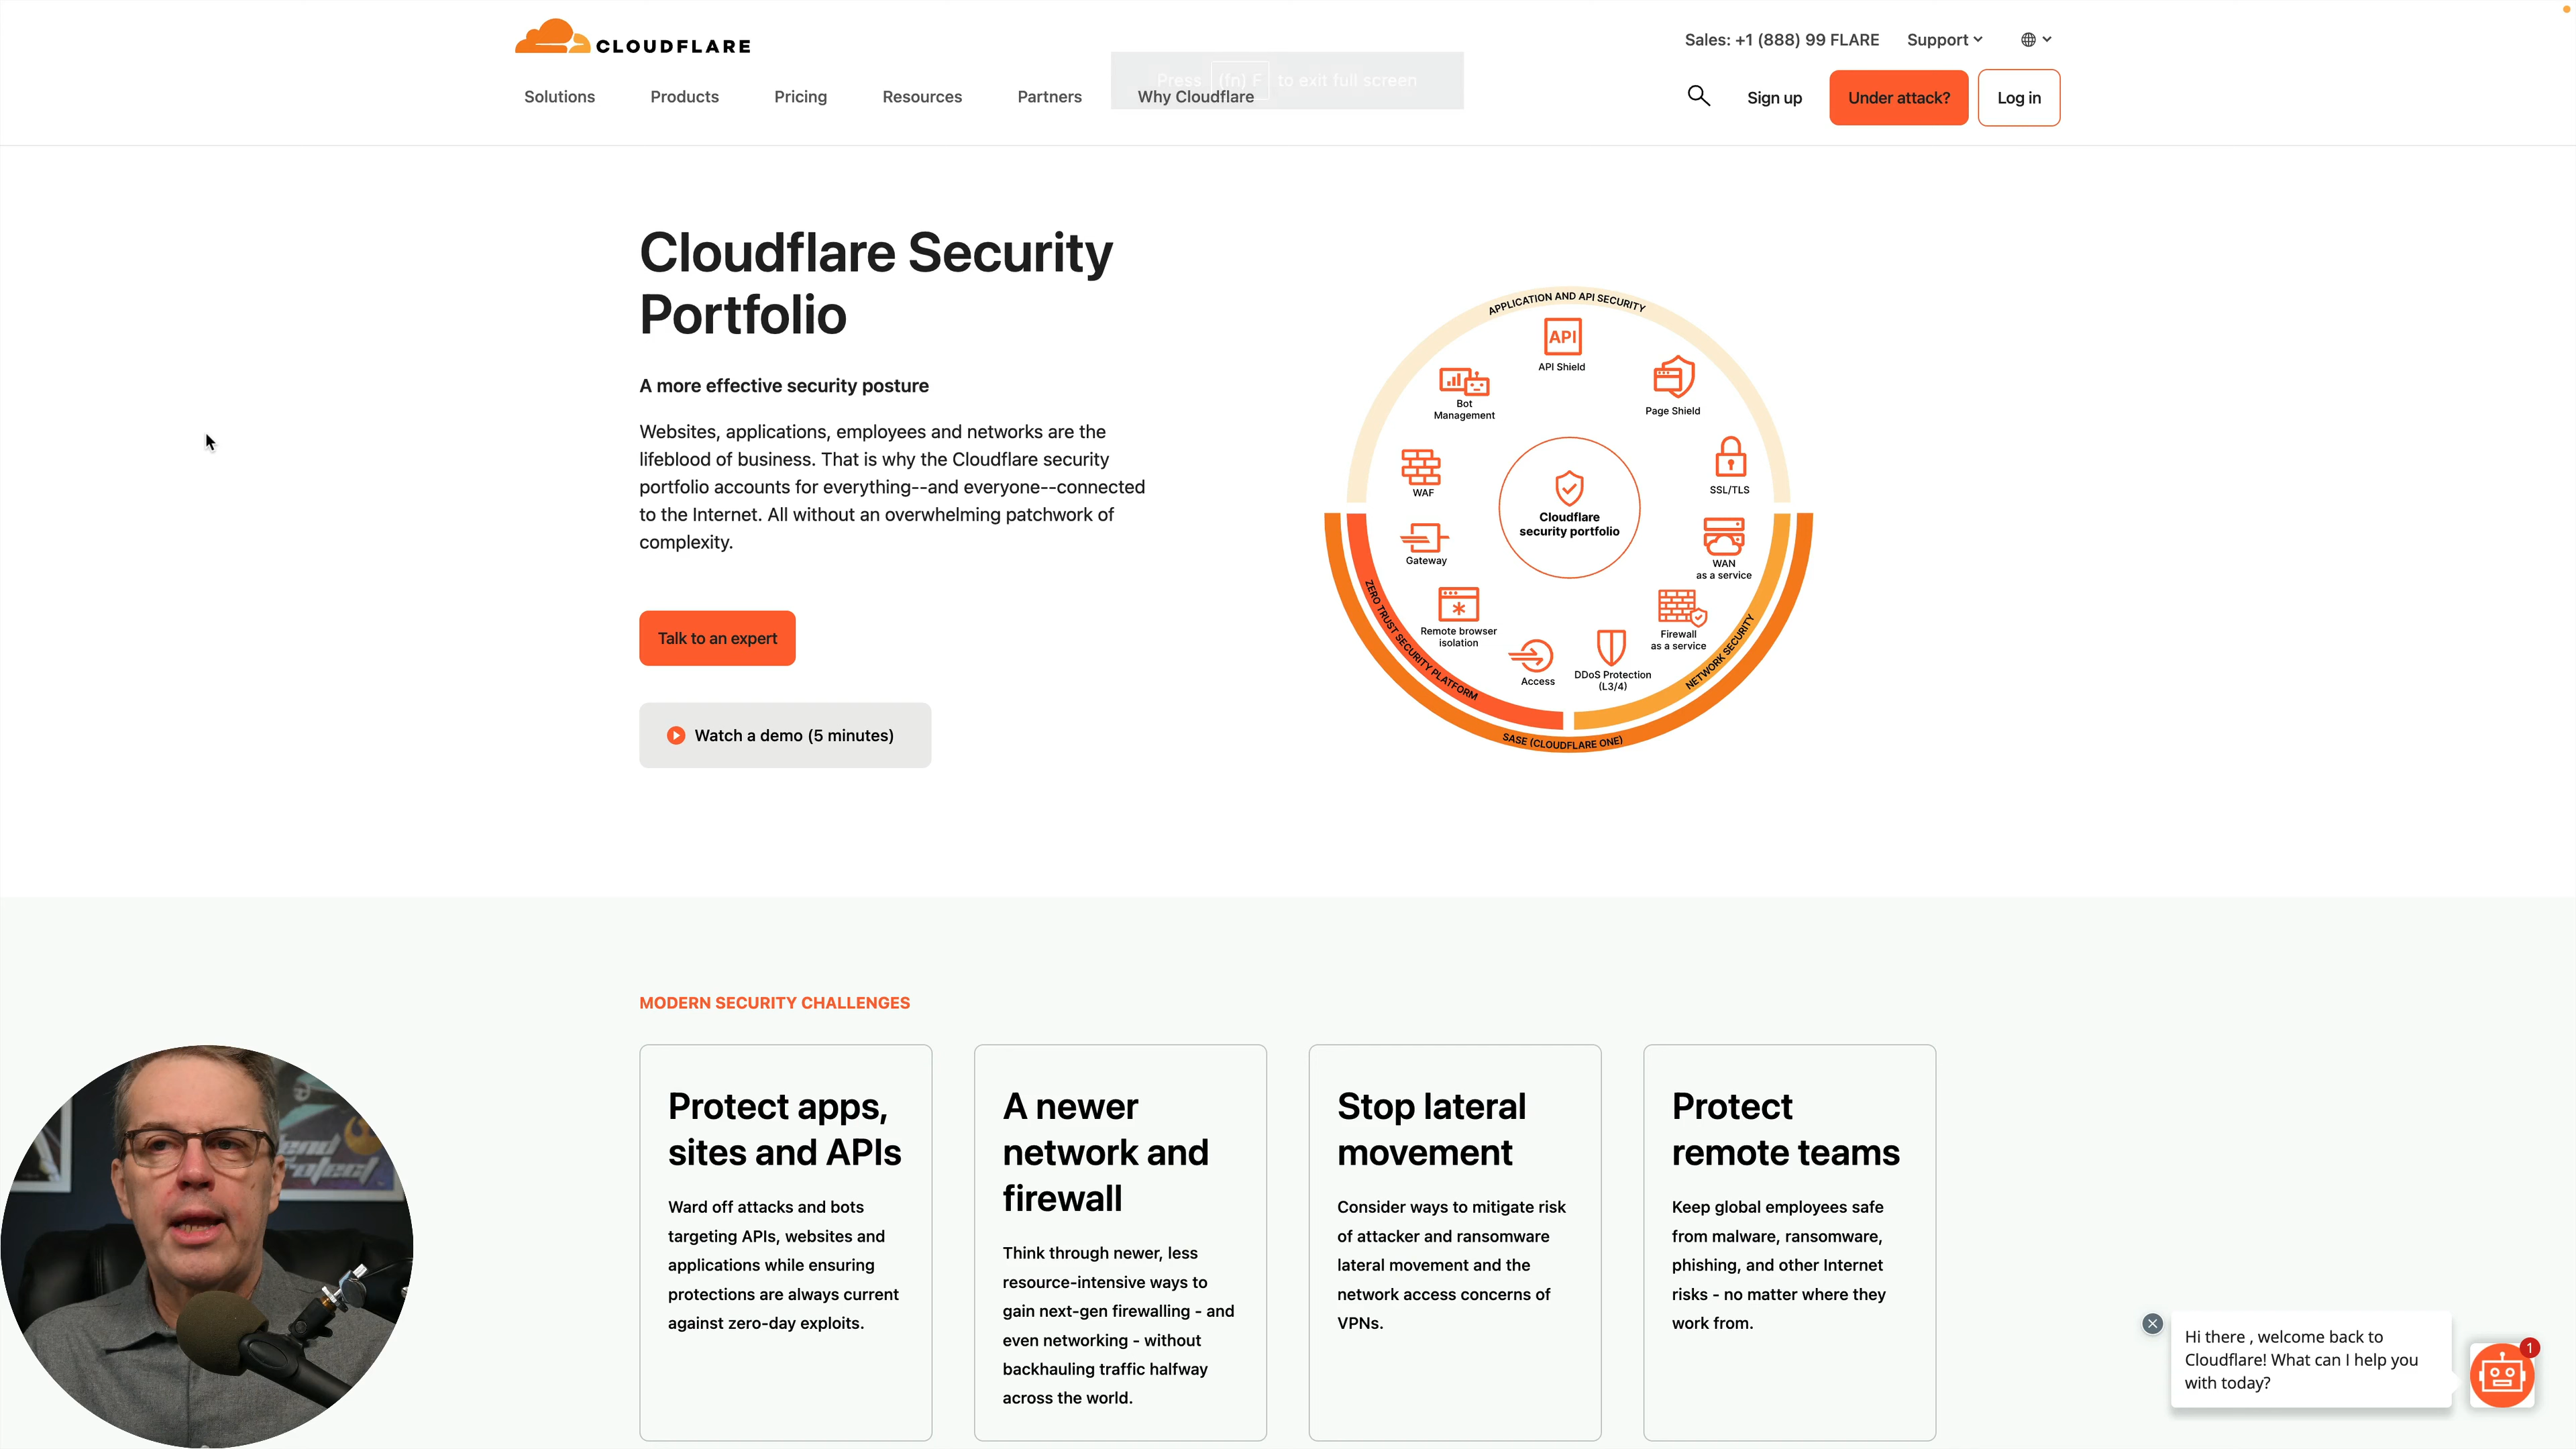 CLOUDFLARE
Sales: +1 (888) 99 FLARE
Support
Press (fn) F to exit full screen
Solutions
Products
Pricing
Resources
Partners
Why Cloudflare
Sign up
Under attack?
Log in
Cloudflare Security
Portfolio
A more effective security posture
Websites, applications, employees and networks are the
lifeblood of business. That is why the Cloudflare security
portfolio accounts for everything--and everyone--connected
to the Internet. All without an overwhelming patchwork of
complexity.
Talk to an expert
Watch a demo (5 minutes)
APPLICATION AND API SECURITY
API
API Shield
Bot
Management
Page Shield
WAF
SSL/TLS
Cloudflare
security portfolio
Gateway
WAN
as a service
Remote browser
isolation
Firewall
as a service
Access
DDoS Protection
(L3/4)
ZERO TRUST SECURITY PLATFORM
NETWORK SECURITY
SASE (CLOUDFLARE ONE)
MODERN SECURITY CHALLENGES
Protect apps,
sites and APIs
Ward off attacks and bots
targeting APIs, websites and
applications while ensuring
protections are always current
against zero-day exploits.
A newer
network and
firewall
Think through newer, less
resource-intensive ways to
gain next-gen firewalling - and
even networking - without
backhauling traffic halfway
across the world.
Stop lateral
movement
Consider ways to mitigate risk
of attacker and ransomware
lateral movement and the
network access concerns of
VPNs.
Protect
remote teams
Keep global employees safe
from malware, ransomware,
phishing, and other Internet
risks - no matter where they
work from.
Hi there , welcome back to
Cloudflare! What can I help you
with today?
1